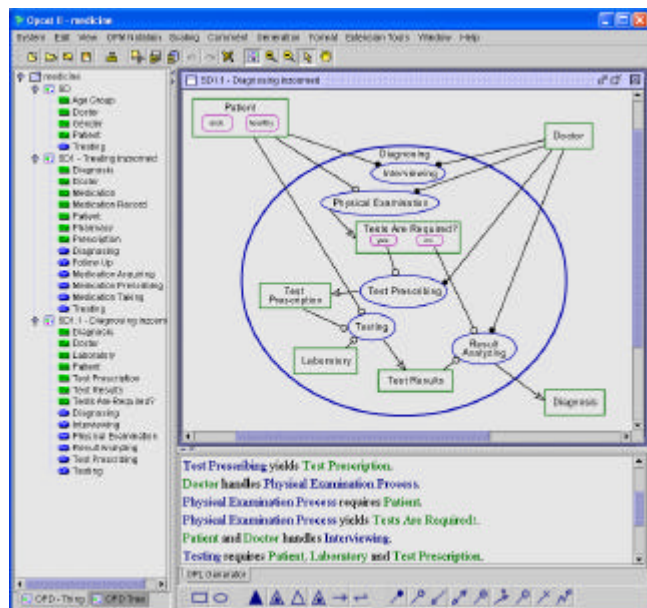 Opcat II - medicine
System Edit View OPM Notation Scaling Comment Generation Format Extension Tools Window Help
medicine
SD
Age Group
Doctor
Gender
Patient
Treating
SD1 - Treating inzoomed
Diagnosis
Doctor
Medication
Medication Record
Patient
Pharmacy
Prescription
Diagnosing
Follow Up
Medication Acquiring
Medication Prescribing
Medication Taking
Treating
SD1.1 - Diagnosing inzoomed
Diagnosis
Doctor
Laboratory
Patient
Test Prescription
Test Results
Tests Are Required?
Diagnosing
Interviewing
Physical Examination
Result Analyzing
Test Prescribing
Testing
OPD - Thing
OPD Tree
SD1.1 - Diagnosing inzoomed
Patient
sick healthy
Doctor
Diagnosing
Interviewing
Physical Examination
Tests Are Required?
yes no
Test Prescription
Test Prescribing
Testing
Result Analyzing
Laboratory
Test Results
Diagnosis
Test Prescribing yields Test Prescription.
Doctor handles Physical Examination Process.
Physical Examination Process requires Patient.
Physical Examination Process yields Tests Are Required?.
Patient and Doctor handles Interviewing.
Testing requires Patient, Laboratory and Test Prescription.
OPL Generator